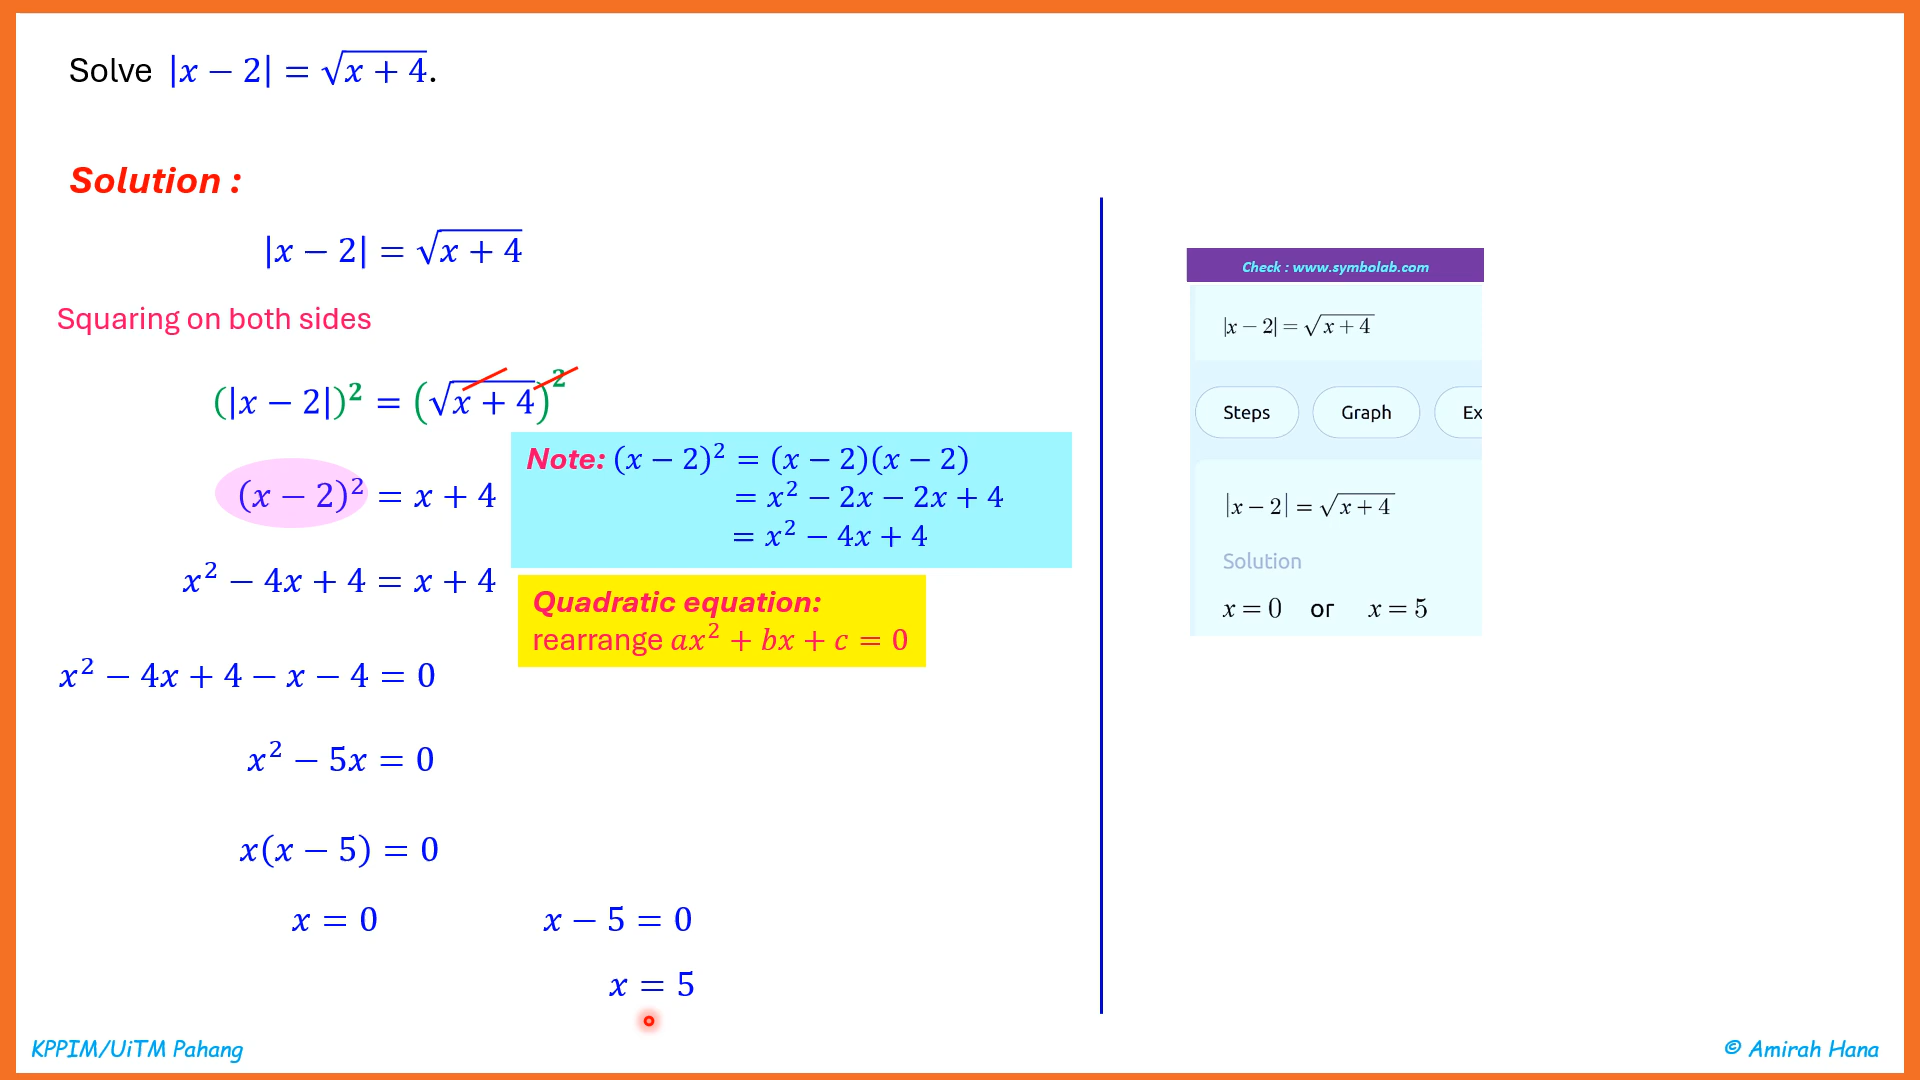 Solve |x − 2| = √(x + 4).
Solution :
|x − 2| = √(x + 4)
Squaring on both sides
(|x − 2|)² = (√(x + 4))²
(x − 2)² = x + 4
Note: (x − 2)² = (x − 2)(x − 2)
= x² − 2x − 2x + 4
= x² − 4x + 4
x² − 4x + 4 = x + 4
Quadratic equation:
rearrange ax² + bx + c = 0
x² − 4x + 4 − x − 4 = 0
x² − 5x = 0
x(x − 5) = 0
x = 0 x − 5 = 0
x = 5
Check : www.symbolab.com
|x − 2| = √(x + 4)
Steps Graph Ex
|x − 2| = √(x + 4)
Solution
x = 0 or x = 5
KPPIM/UiTM Pahang
© Amirah Hana